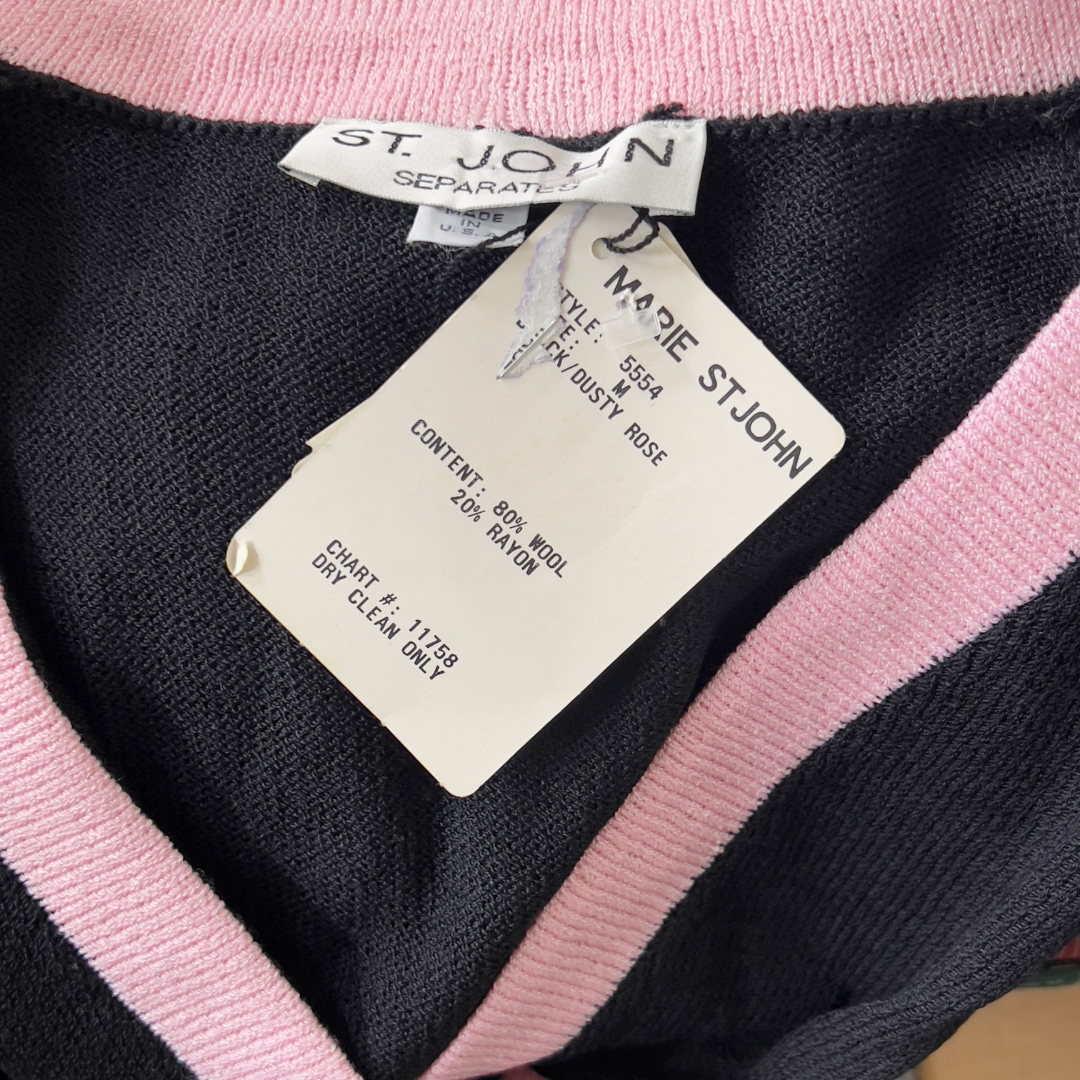 ST. JOHN
SEPARATES
MADE
IN
U.S.A
MARIE ST JOHN
STYLE: 5554
M
/DUSTY ROSE
CONTENT: 80% WOOL
20% RAYON
CHART #: 11758
DRY CLEAN ONLY